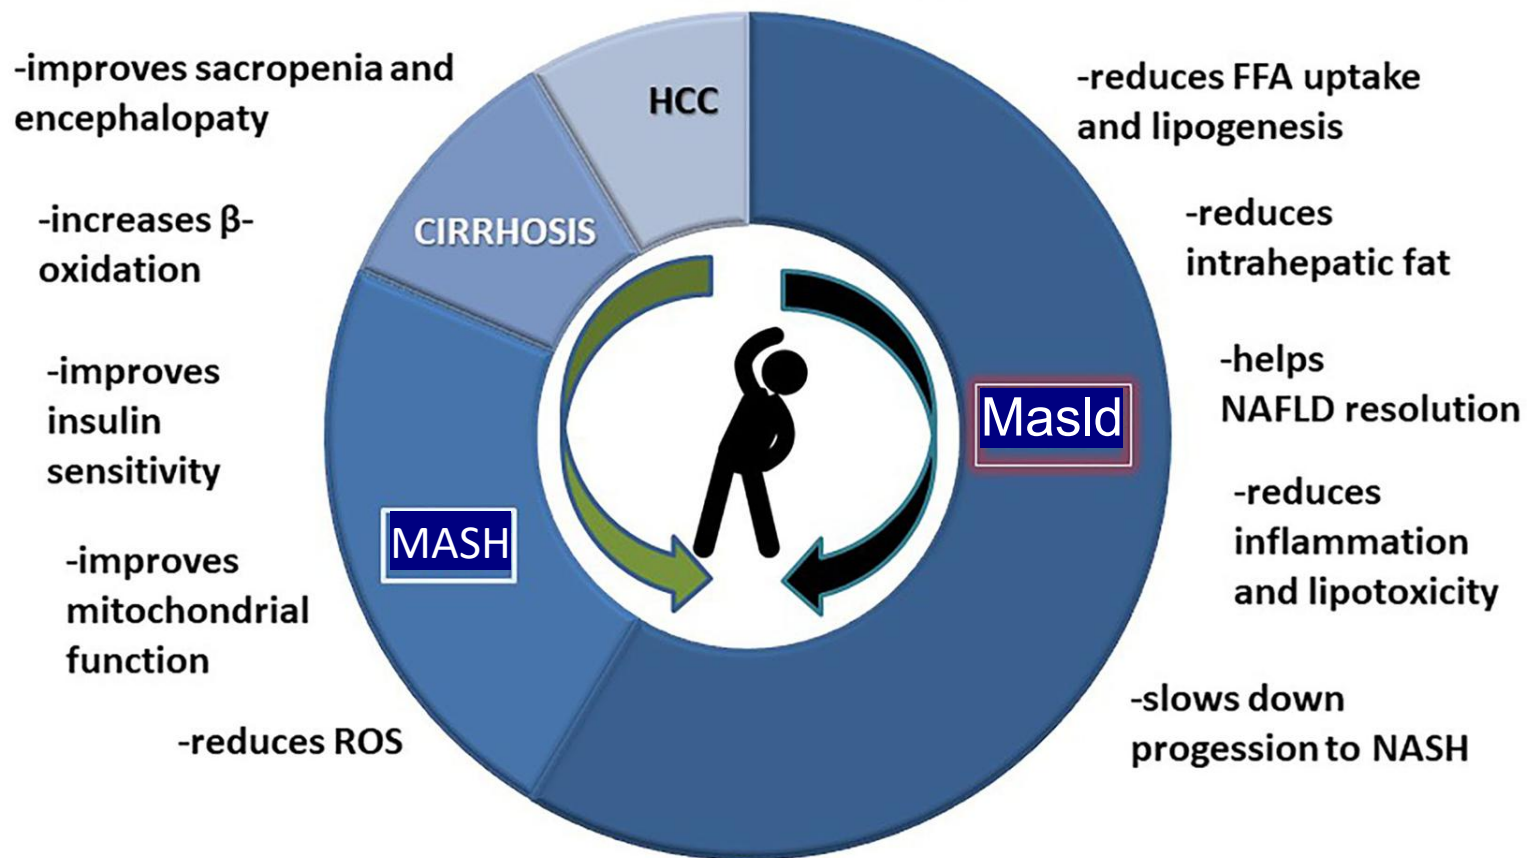 -improves sacropenia and
encephalopaty
-increases β-
oxidation
-improves
insulin
sensitivity
-improves
mitochondrial
function
-reduces ROS
HCC
CIRRHOSIS
MASH
Masld
-reduces FFA uptake
and lipogenesis
-reduces
intrahepatic fat
-helps
NAFLD resolution
-reduces
inflammation
and lipotoxicity
-slows down
progession to NASH